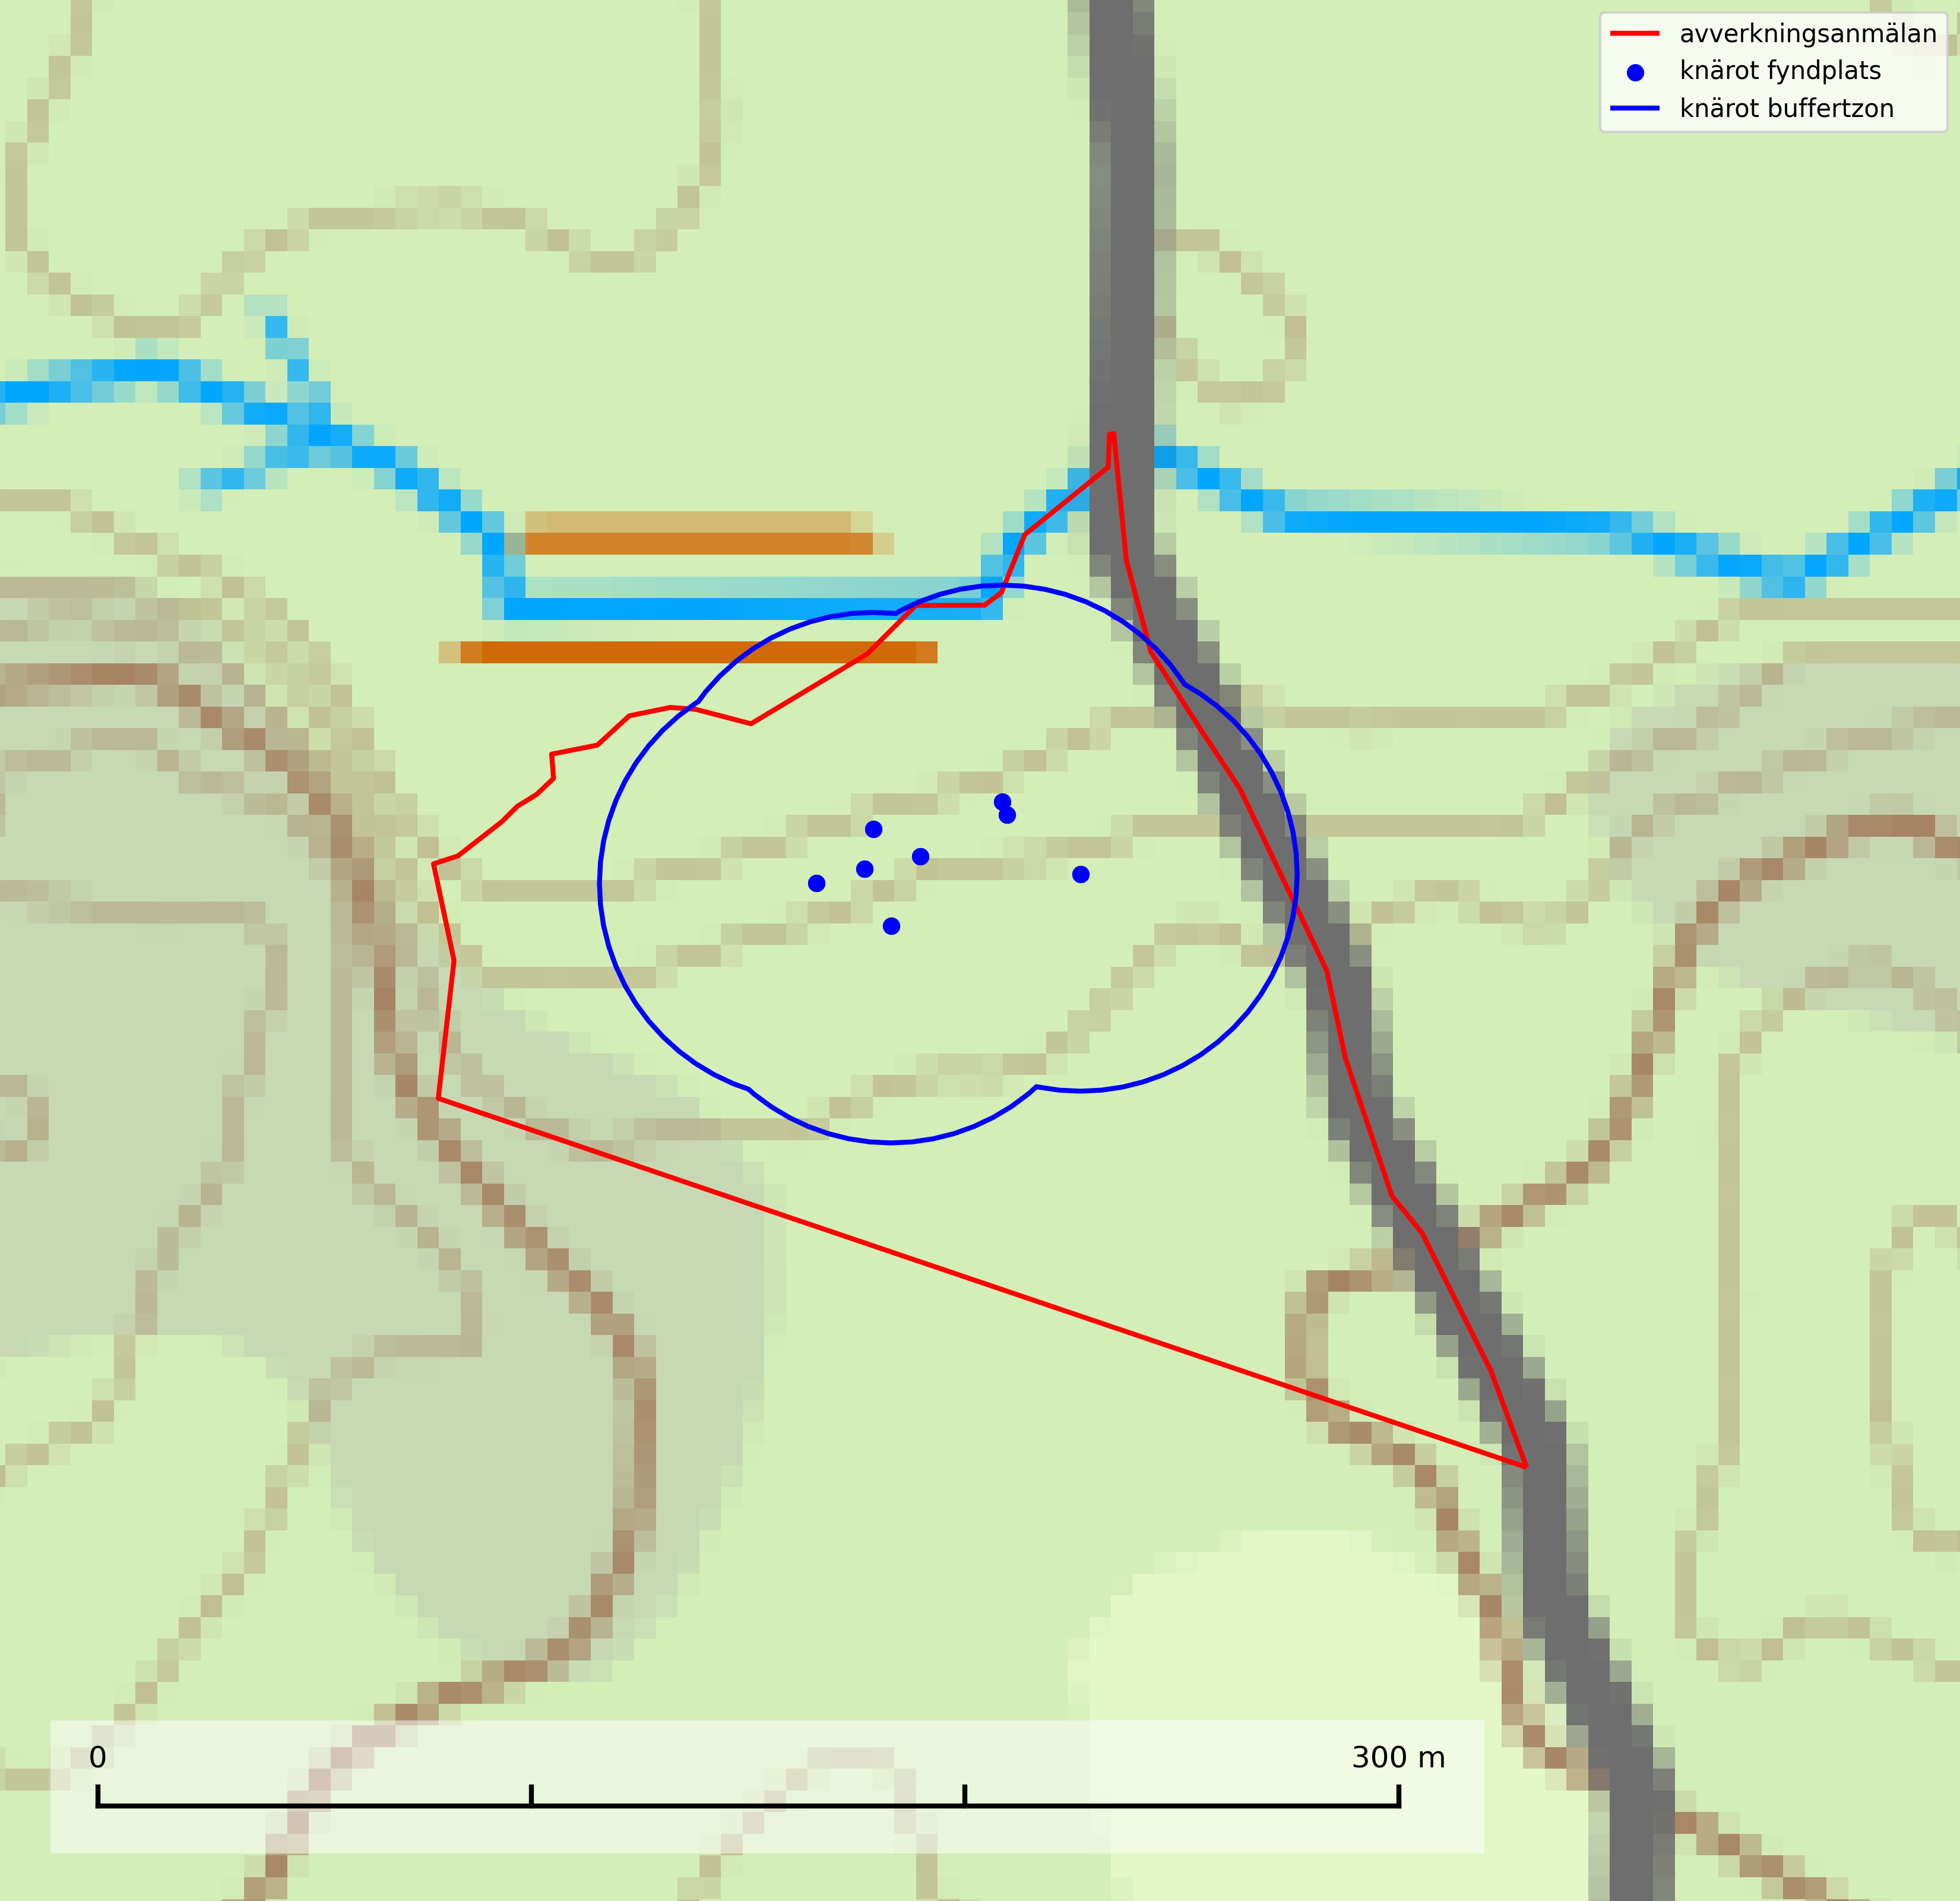 avverkningsanmälan
knärot fyndplats
knärot buffertzon
0
300 m